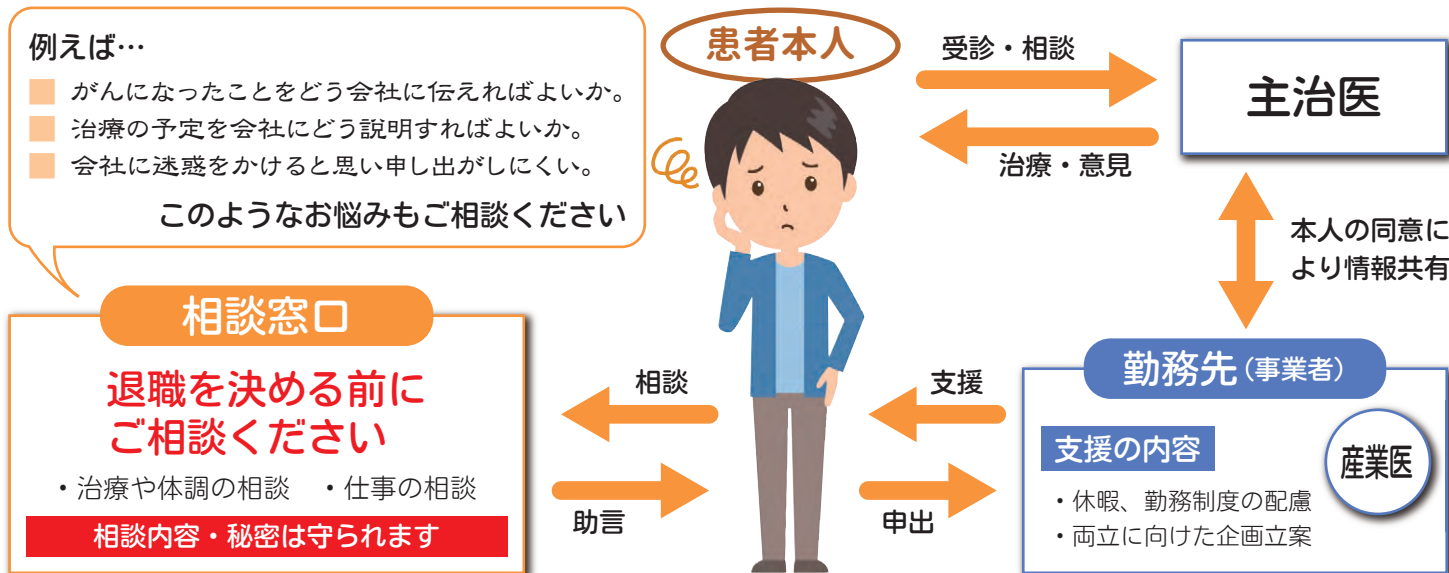 例えば…
がんになったことをどう会社に伝えればよいか。
治療の予定を会社にどう説明すればよいか。
会社に迷惑をかけると思い申し出がしにくい。
このようなお悩みもご相談ください
患者本人
受診・相談
治療・意見
主治医
本人の同意に
より情報共有
相談窓口
退職を決める前に
ご相談ください
・治療や体調の相談 ・仕事の相談
相談内容・秘密は守られます
相談
助言
支援
申出
勤務先(事業者)
支援の内容
産業医
・休暇、勤務制度の配慮
・両立に向けた企画立案